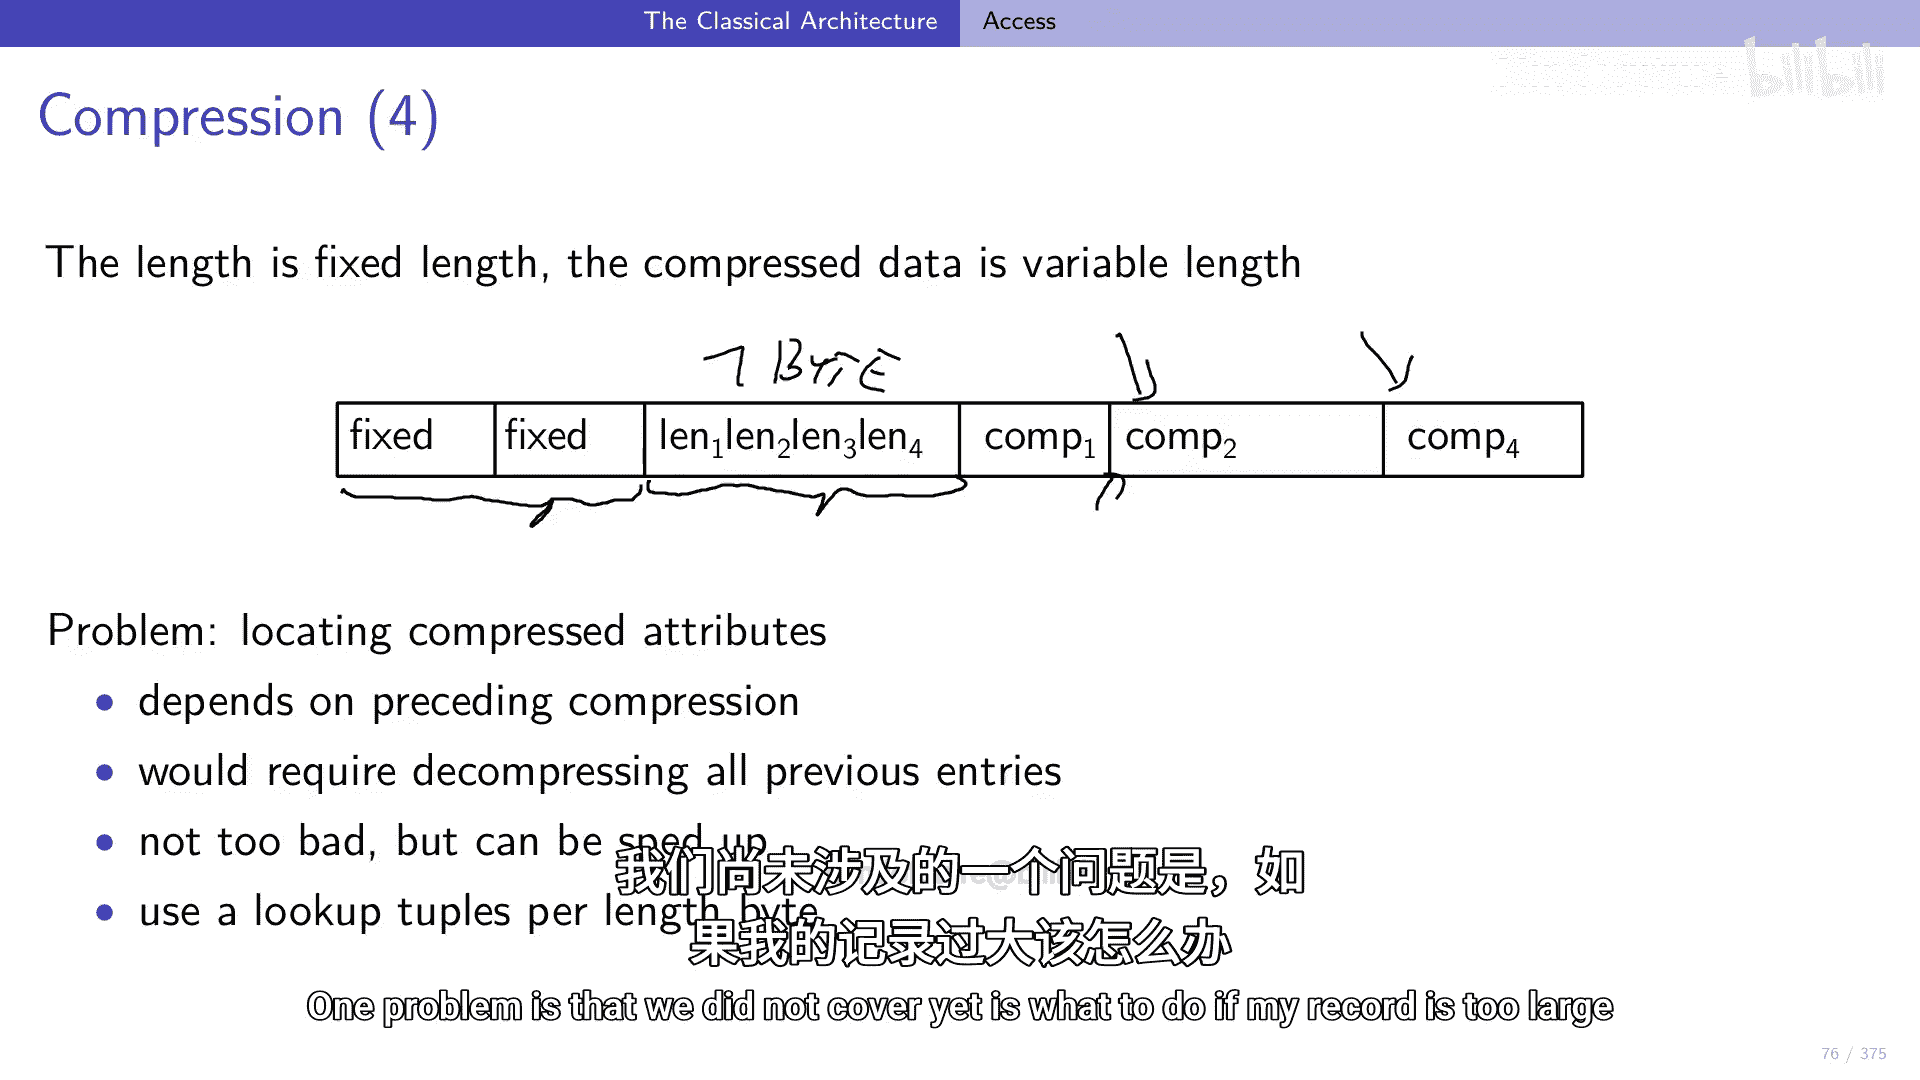 The Classical Architecture Access
bilibili
Compression (4)
The length is fixed length, the compressed data is variable length
1 BYTE
fixed fixed len₁len₂len₃len₄ comp₁ comp₂ comp₄
Problem: locating compressed attributes
• depends on preceding compression
• would require decompressing all previous entries
• not too bad, but can be sped up
• use a lookup tuples per length byte
我们尚未涉及的一个问题是，如
果我的记录过大该怎么办
One problem is that we did not cover yet is what to do if my record is too large
76 / 375